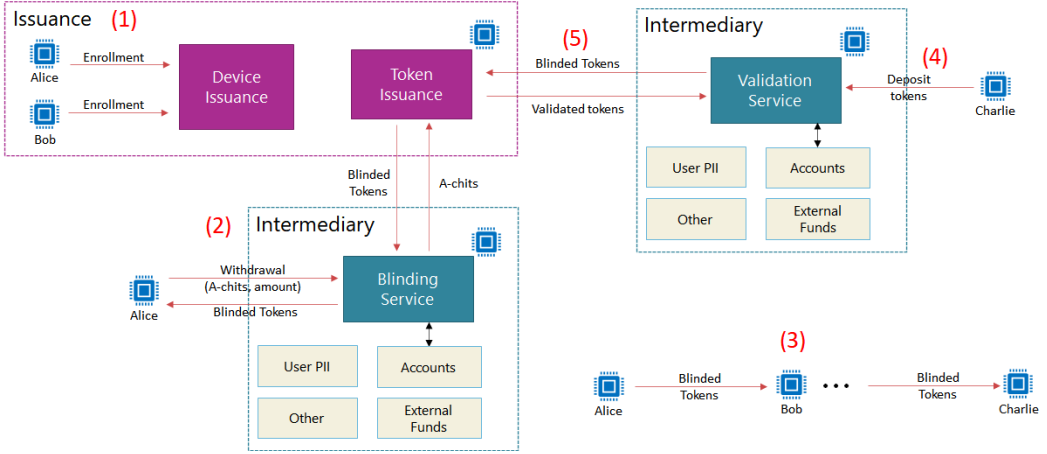 Issuance
(1)
Alice
Enrollment
Bob
Enrollment
Device
Issuance
Token
Issuance
(5)
Blinded Tokens
Validated tokens
Intermediary
Validation
Service
(4)
Deposit
tokens
Charlie
User PII
Accounts
Other
External
Funds
Blinded
Tokens
A-chits
(2)
Intermediary
Alice
Withdrawal
(A-chits, amount)
Blinded Tokens
Blinding
Service
User PII
Accounts
Other
External
Funds
(3)
Alice
Blinded
Tokens
Bob
• • •
Blinded
Tokens
Charlie